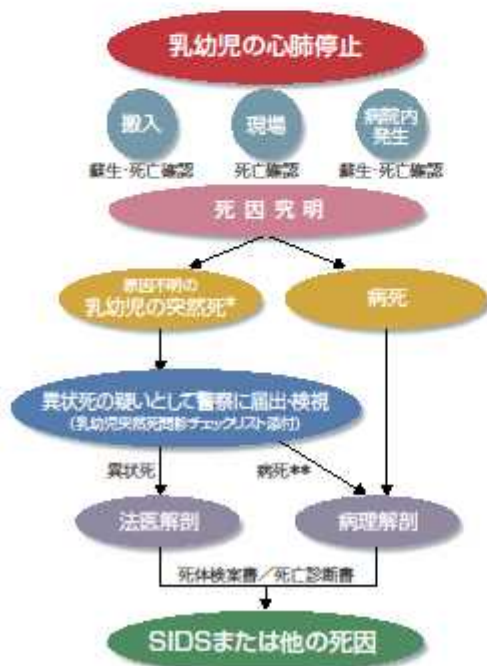 乳幼児の心肺停止
搬入
現場
病院内
発生
蘇生・死亡確認
死亡確認
蘇生・死亡確認
死因究明
原因不明の
乳幼児の突然死*
病死
異状死の疑いとして警察に届出・検視
(乳幼児突然死問診チェックリスト添付)
異状死
病死**
法医解剖
病理解剖
死体検案書/死亡診断書
SIDSまたは他の死因